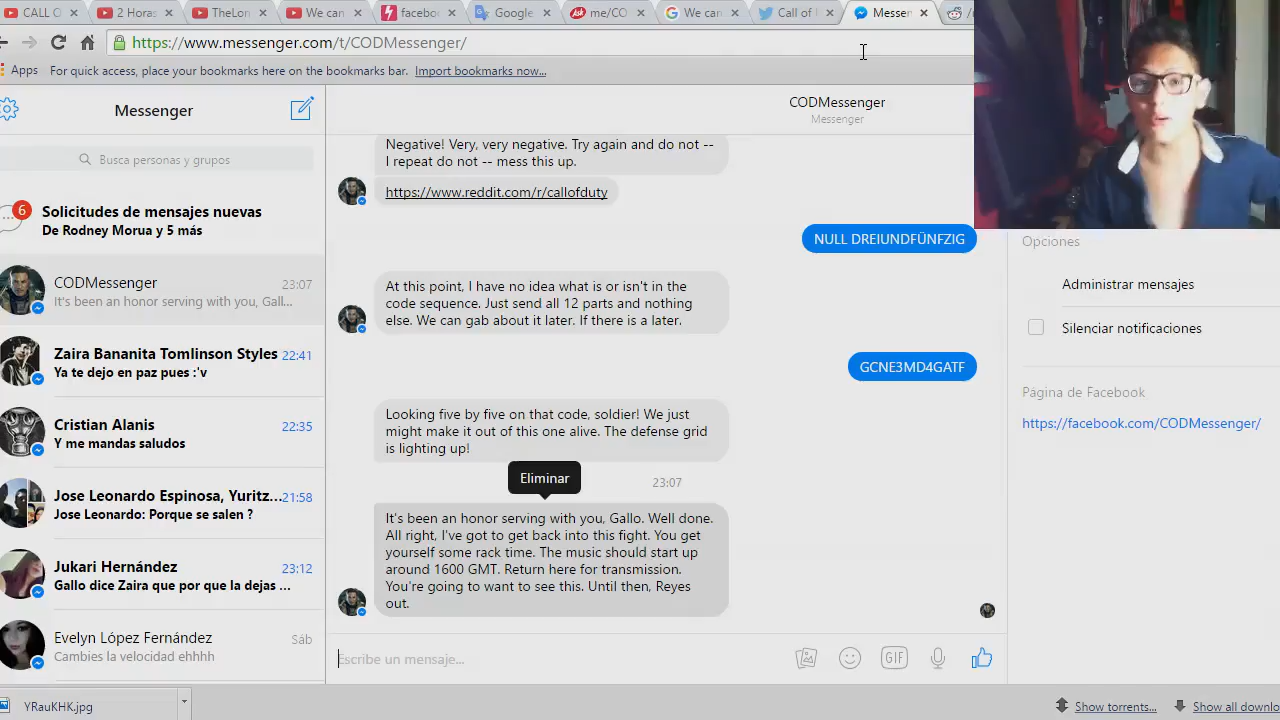 CALL O
2 Horas
TheLor
We can
facebo
Google
me/CO
We can
Call of
Messen
https://www.messenger.com/t/CODMessenger/
Apps
For quick access, place your bookmarks here on the bookmarks bar.
Import bookmarks now...
Messenger
Busca personas y grupos
6
Solicitudes de mensajes nuevas
De Rodney Morua y 5 más
CODMessenger
23:07
It's been an honor serving with you, Gall...
Zaira Bananita Tomlinson Styles
22:41
Ya te dejo en paz pues :'v
Cristian Alanis
22:35
Y me mandas saludos
Jose Leonardo Espinosa, Yuritz...
21:58
Jose Leonardo: Porque se salen ?
Jukari Hernández
23:12
Gallo dice Zaira que por que la dejas ...
Evelyn López Fernández
Sáb
Cambies la velocidad ehhhh
CODMessenger
Messenger
Negative! Very, very negative. Try again and do not --
I repeat do not -- mess this up.
https://www.reddit.com/r/callofduty
NULL DREIUNDFÜNFZIG
At this point, I have no idea what is or isn't in the
code sequence. Just send all 12 parts and nothing
else. We can gab about it later. If there is a later.
GCNE3MD4GATF
Looking five by five on that code, soldier! We just
might make it out of this one alive. The defense grid
is lighting up!
Eliminar
23:07
It's been an honor serving with you, Gallo. Well done.
All right, I've got to get back into this fight. You get
yourself some rack time. The music should start up
around 1600 GMT. Return here for transmission.
You're going to want to see this. Until then, Reyes
out.
Escribe un mensaje...
GIF
Opciones
Administrar mensajes
Silenciar notificaciones
Página de Facebook
https://facebook.com/CODMessenger/
YRauKHK.jpg
Show torrents...
Show all downlo